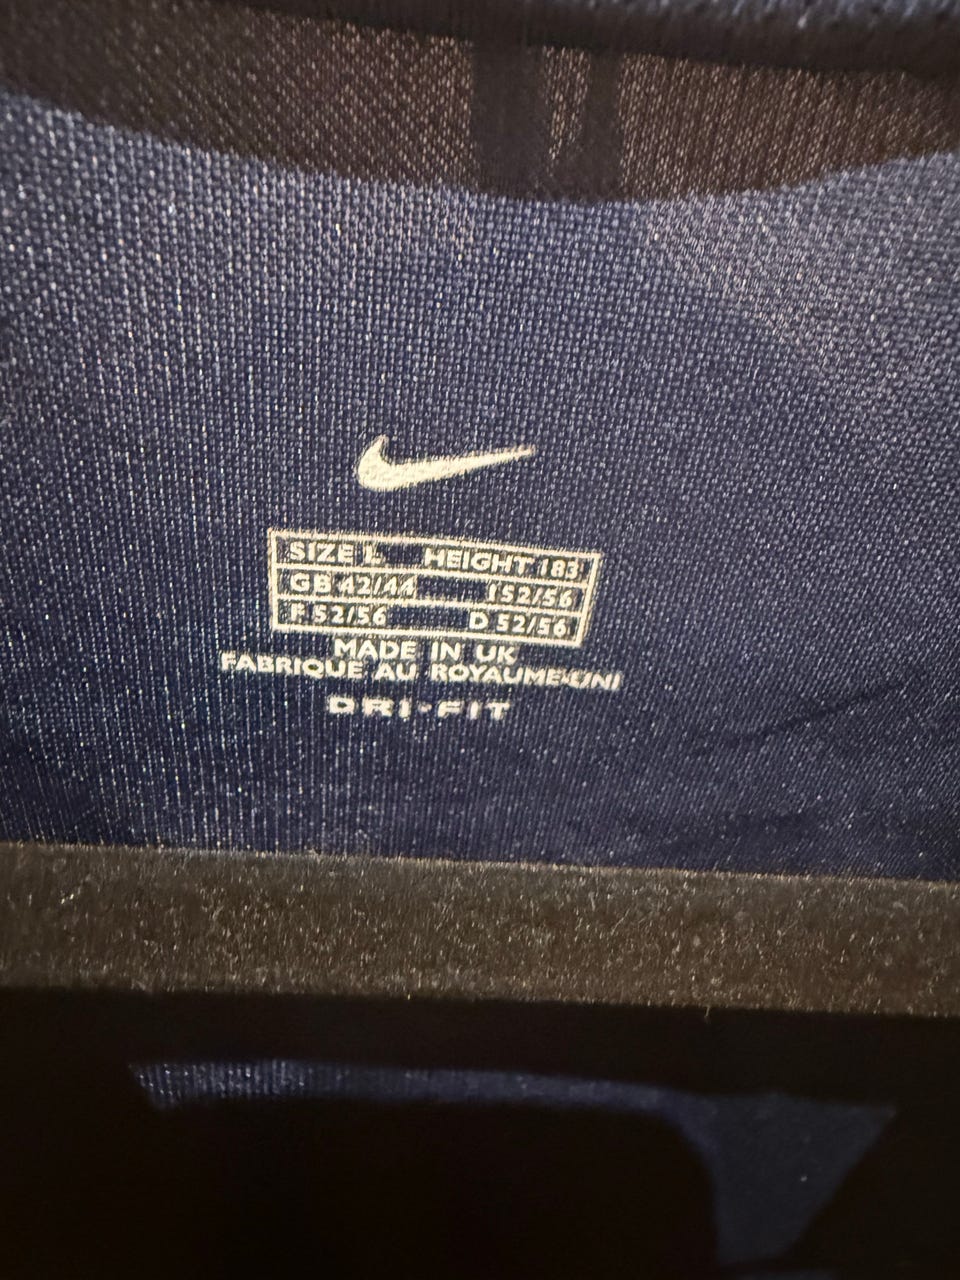 SIZE L HEIGHT 183
GB 42/44 I 52/56
F 52/56 D 52/56
MADE IN UK
FABRIQUE AU ROYAUME-UNI
DRI-FIT